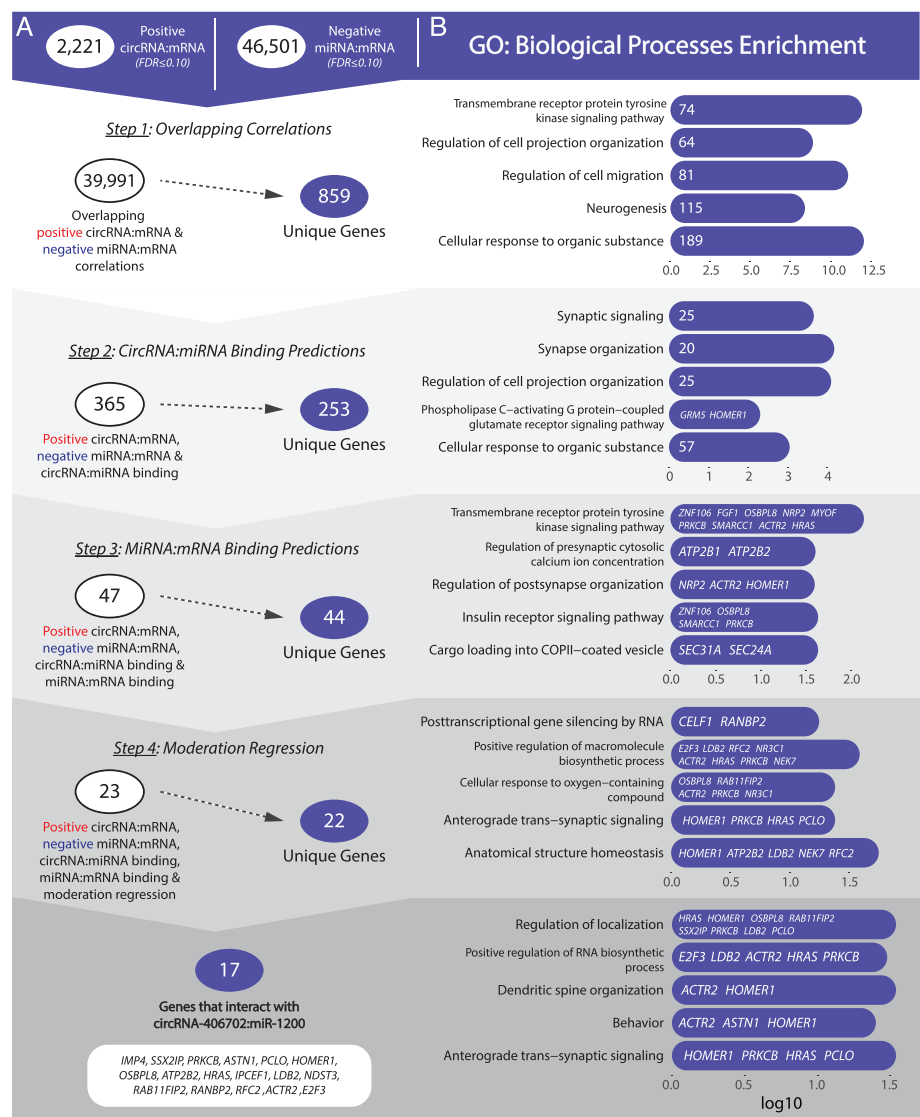 A
2,221
Positive
circRNA:mRNA
(FDR≤0.10)
46,501
Negative
miRNA:mRNA
(FDR≤0.10)
B
GO: Biological Processes Enrichment
Step 1: Overlapping Correlations
39,991
Overlapping
positive circRNA:mRNA &
negative miRNA:mRNA
correlations
859
Unique Genes
Transmembrane receptor protein tyrosine
kinase signaling pathway
74
Regulation of cell projection organization
64
Regulation of cell migration
81
Neurogenesis
115
Cellular response to organic substance
189
0.0 2.5 5.0 7.5 10.0 12.5
Step 2: CircRNA:miRNA Binding Predictions
365
Positive circRNA:mRNA,
negative miRNA:mRNA &
circRNA:miRNA binding
253
Unique Genes
Synaptic signaling
25
Synapse organization
20
Regulation of cell projection organization
25
Phospholipase C−activating G protein−coupled
glutamate receptor signaling pathway
GRM5 HOMER1
Cellular response to organic substance
57
0 1 2 3 4
Step 3: MiRNA:mRNA Binding Predictions
47
Positive circRNA:mRNA,
negative miRNA:mRNA,
circRNA:miRNA binding &
miRNA:mRNA binding
44
Unique Genes
Transmembrane receptor protein tyrosine
kinase signaling pathway
ZNF106 FGF1 OSBPL8 NRP2 MYOF
PRKCB SMARCC1 ACTR2 HRAS
Regulation of presynaptic cytosolic
calcium ion concentration
ATP2B1 ATP2B2
Regulation of postsynapse organization
NRP2 ACTR2 HOMER1
Insulin receptor signaling pathway
ZNF106 OSBPL8
SMARCC1 PRKCB
Cargo loading into COPII−coated vesicle
SEC31A SEC24A
0.0 0.5 1.0 1.5 2.0
Step 4: Moderation Regression
23
Positive circRNA:mRNA,
negative miRNA:mRNA,
circRNA:miRNA binding,
miRNA:mRNA binding &
moderation regression
22
Unique Genes
Posttranscriptional gene silencing by RNA
CELF1 RANBP2
Positive regulation of macromolecule
biosynthetic process
E2F3 LDB2 RFC2 NR3C1
ACTR2 HRAS PRKCB NEK7
Cellular response to oxygen−containing
compound
OSBPL8 RAB11FIP2
ACTR2 PRKCB NR3C1
Anterograde trans−synaptic signaling
HOMER1 PRKCB HRAS PCLO
Anatomical structure homeostasis
HOMER1 ATP2B2 LDB2 NEK7 RFC2
0.0 0.5 1.0 1.5
17
Genes that interact with
circRNA-406702:miR-1200
IMP4, SSX2IP, PRKCB, ASTN1, PCLO, HOMER1,
OSBPL8, ATP2B2, HRAS, IPCEF1, LDB2, NDST3,
RAB11FIP2, RANBP2, RFC2 ,ACTR2 ,E2F3
Regulation of localization
HRAS HOMER1 OSBPL8 RAB11FIP2
SSX2IP PRKCB LDB2 PCLO
Positive regulation of RNA biosynthetic
process
E2F3 LDB2 ACTR2 HRAS PRKCB
Dendritic spine organization
ACTR2 HOMER1
Behavior
ACTR2 ASTN1 HOMER1
Anterograde trans−synaptic signaling
HOMER1 PRKCB HRAS PCLO
0.0 0.5 1.0 1.5
log10